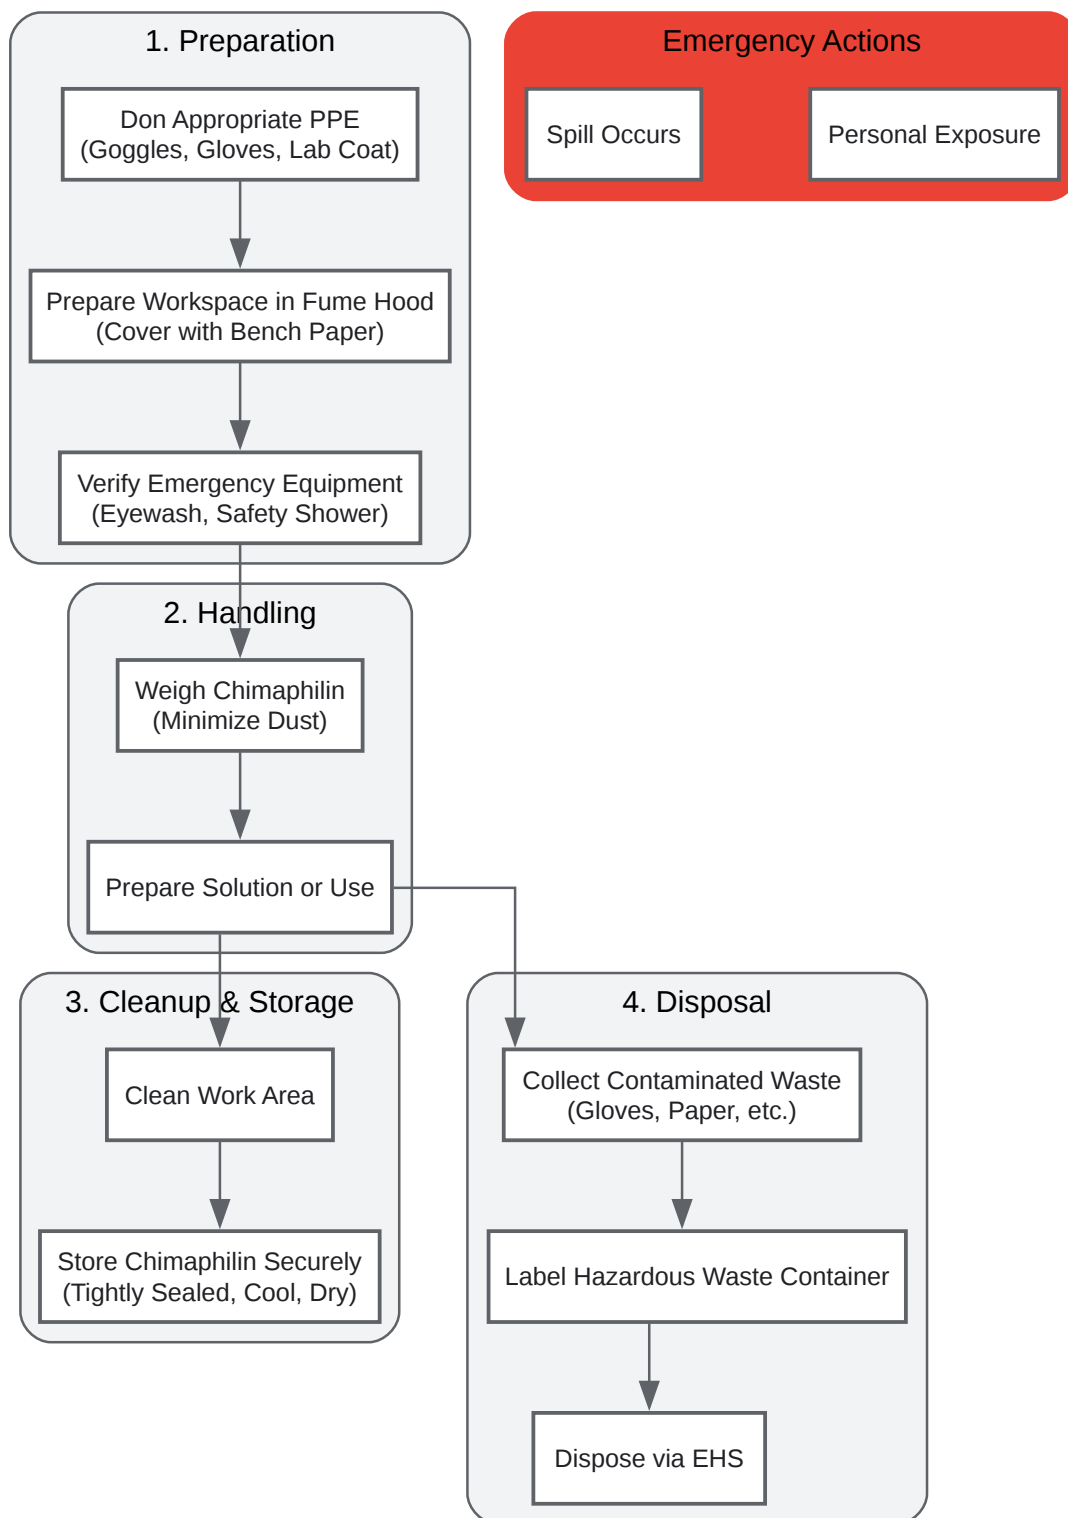 1. Preparation
Don Appropriate PPE
(Goggles, Gloves, Lab Coat)
Prepare Workspace in Fume Hood
(Cover with Bench Paper)
Verify Emergency Equipment
(Eyewash, Safety Shower)
Emergency Actions
Spill Occurs
Personal Exposure
2. Handling
Weigh Chimaphilin
(Minimize Dust)
Prepare Solution or Use
3. Cleanup & Storage
Clean Work Area
Store Chimaphilin Securely
(Tightly Sealed, Cool, Dry)
4. Disposal
Collect Contaminated Waste
(Gloves, Paper, etc.)
Label Hazardous Waste Container
Dispose via EHS